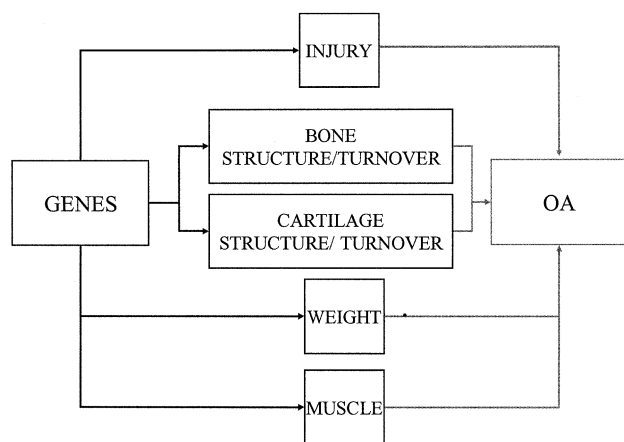 INJURY
BONE
STRUCTURE/TURNOVER
GENES
OA
CARTILAGE
STRUCTURE/ TURNOVER
WEIGHT
MUSCLE